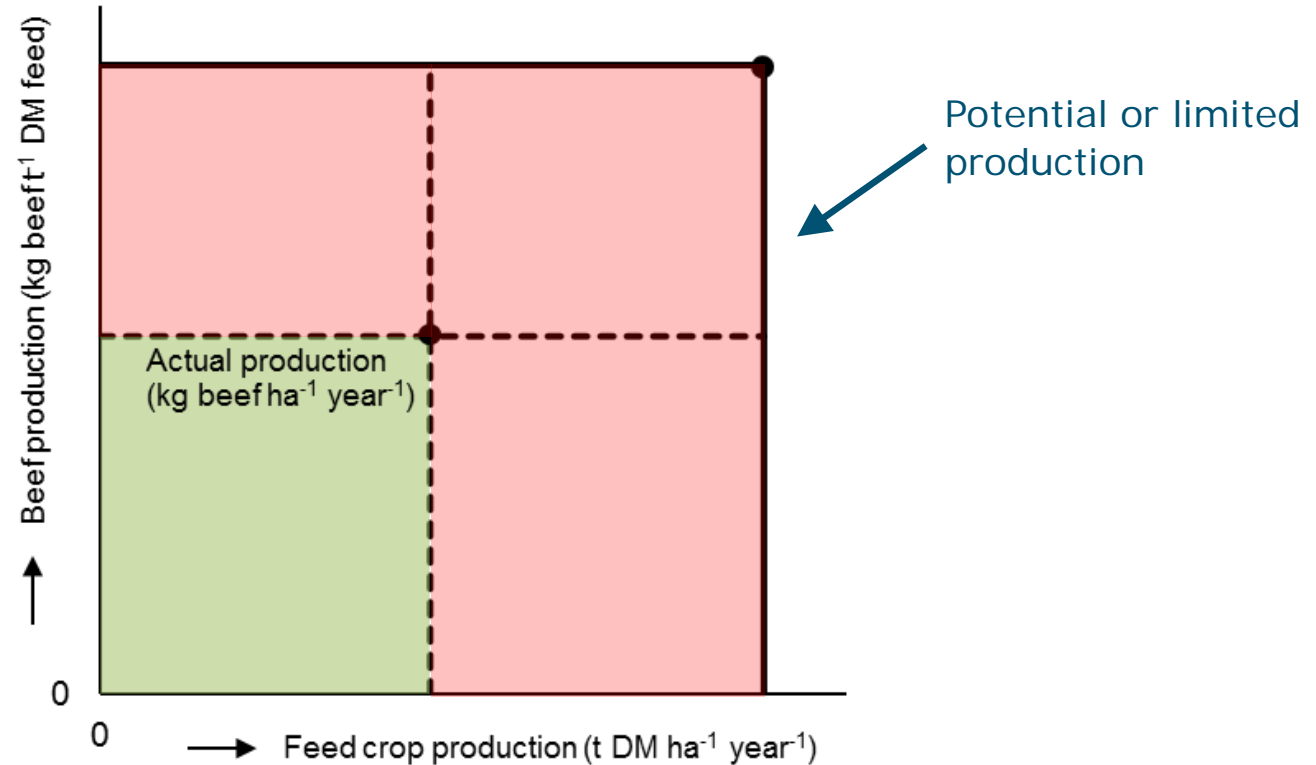 Beef production (kg beef t⁻¹ DM feed)
Potential or limited
production
Actual production
(kg beef ha⁻¹ year⁻¹)
0
0
Feed crop production (t DM ha⁻¹ year⁻¹)